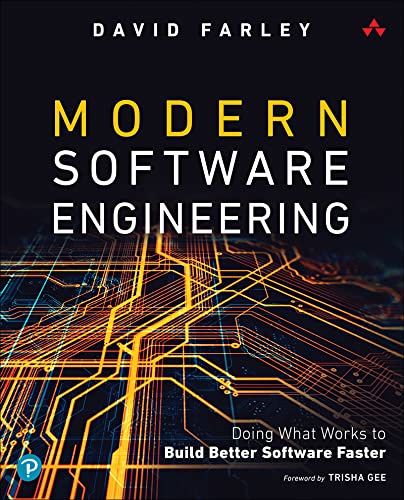 DAVID FARLEY
MODERN
SOFTWARE
ENGINEERING
Doing What Works to
Build Better Software Faster
Foreword by TRISHA GEE
P